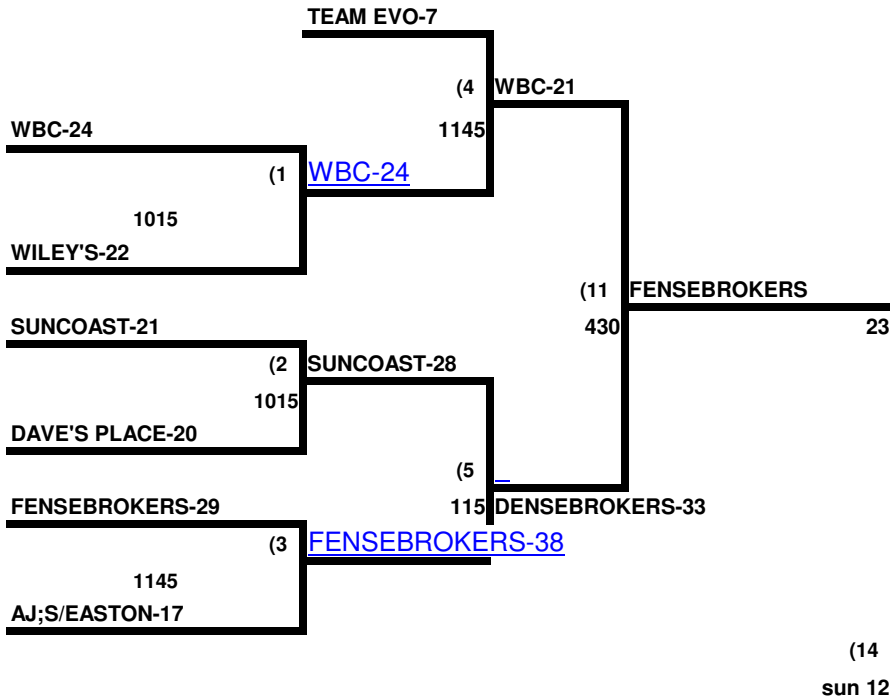 TEAM EVO-7
(4 WBC-21
WBC-24
1145
(1 WBC-24
1015
WILEY'S-22
(11 FENSEBROKERS
SUNCOAST-21
430 23
(2 SUNCOAST-28
1015
DAVE'S PLACE-20
(5
FENSEBROKERS-29
115 DENSEBROKERS-33
(3 FENSEBROKERS-38
1145
AJ;S/EASTON-17
(14
sun 12